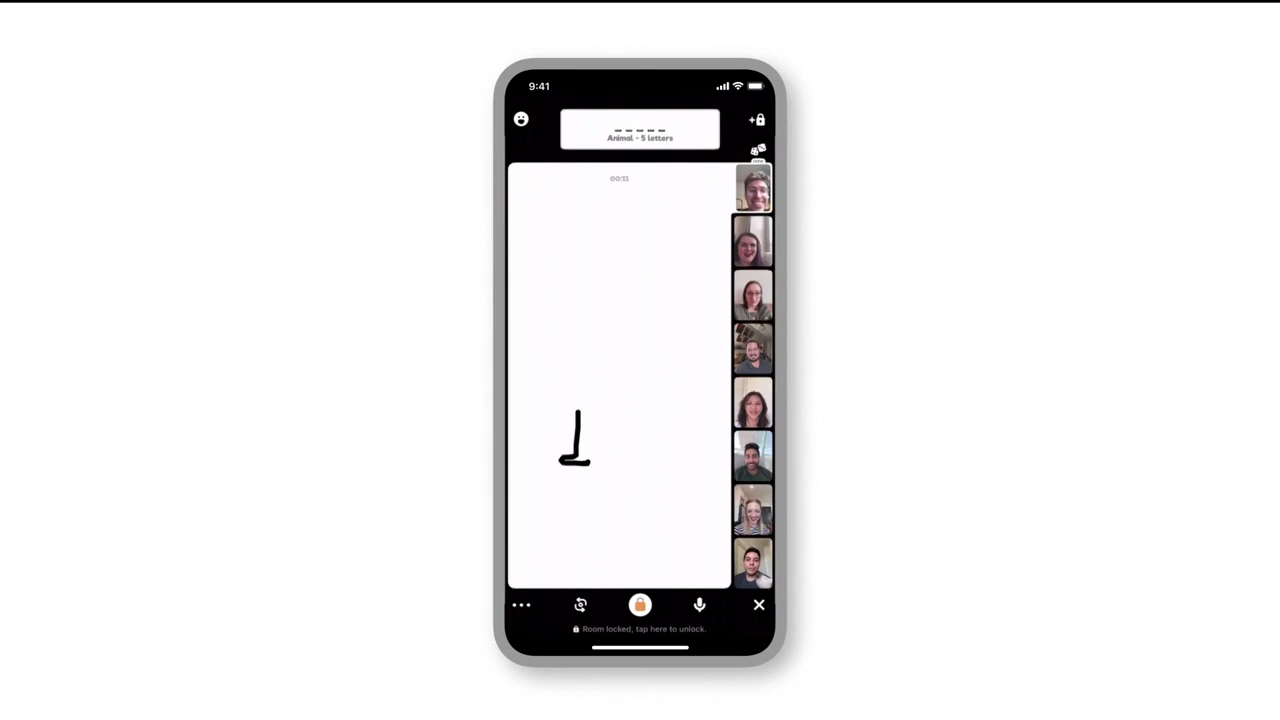 9:41
_ _ _ _ _
Animal - 5 letters
00:13
Room locked, tap here to unlock.